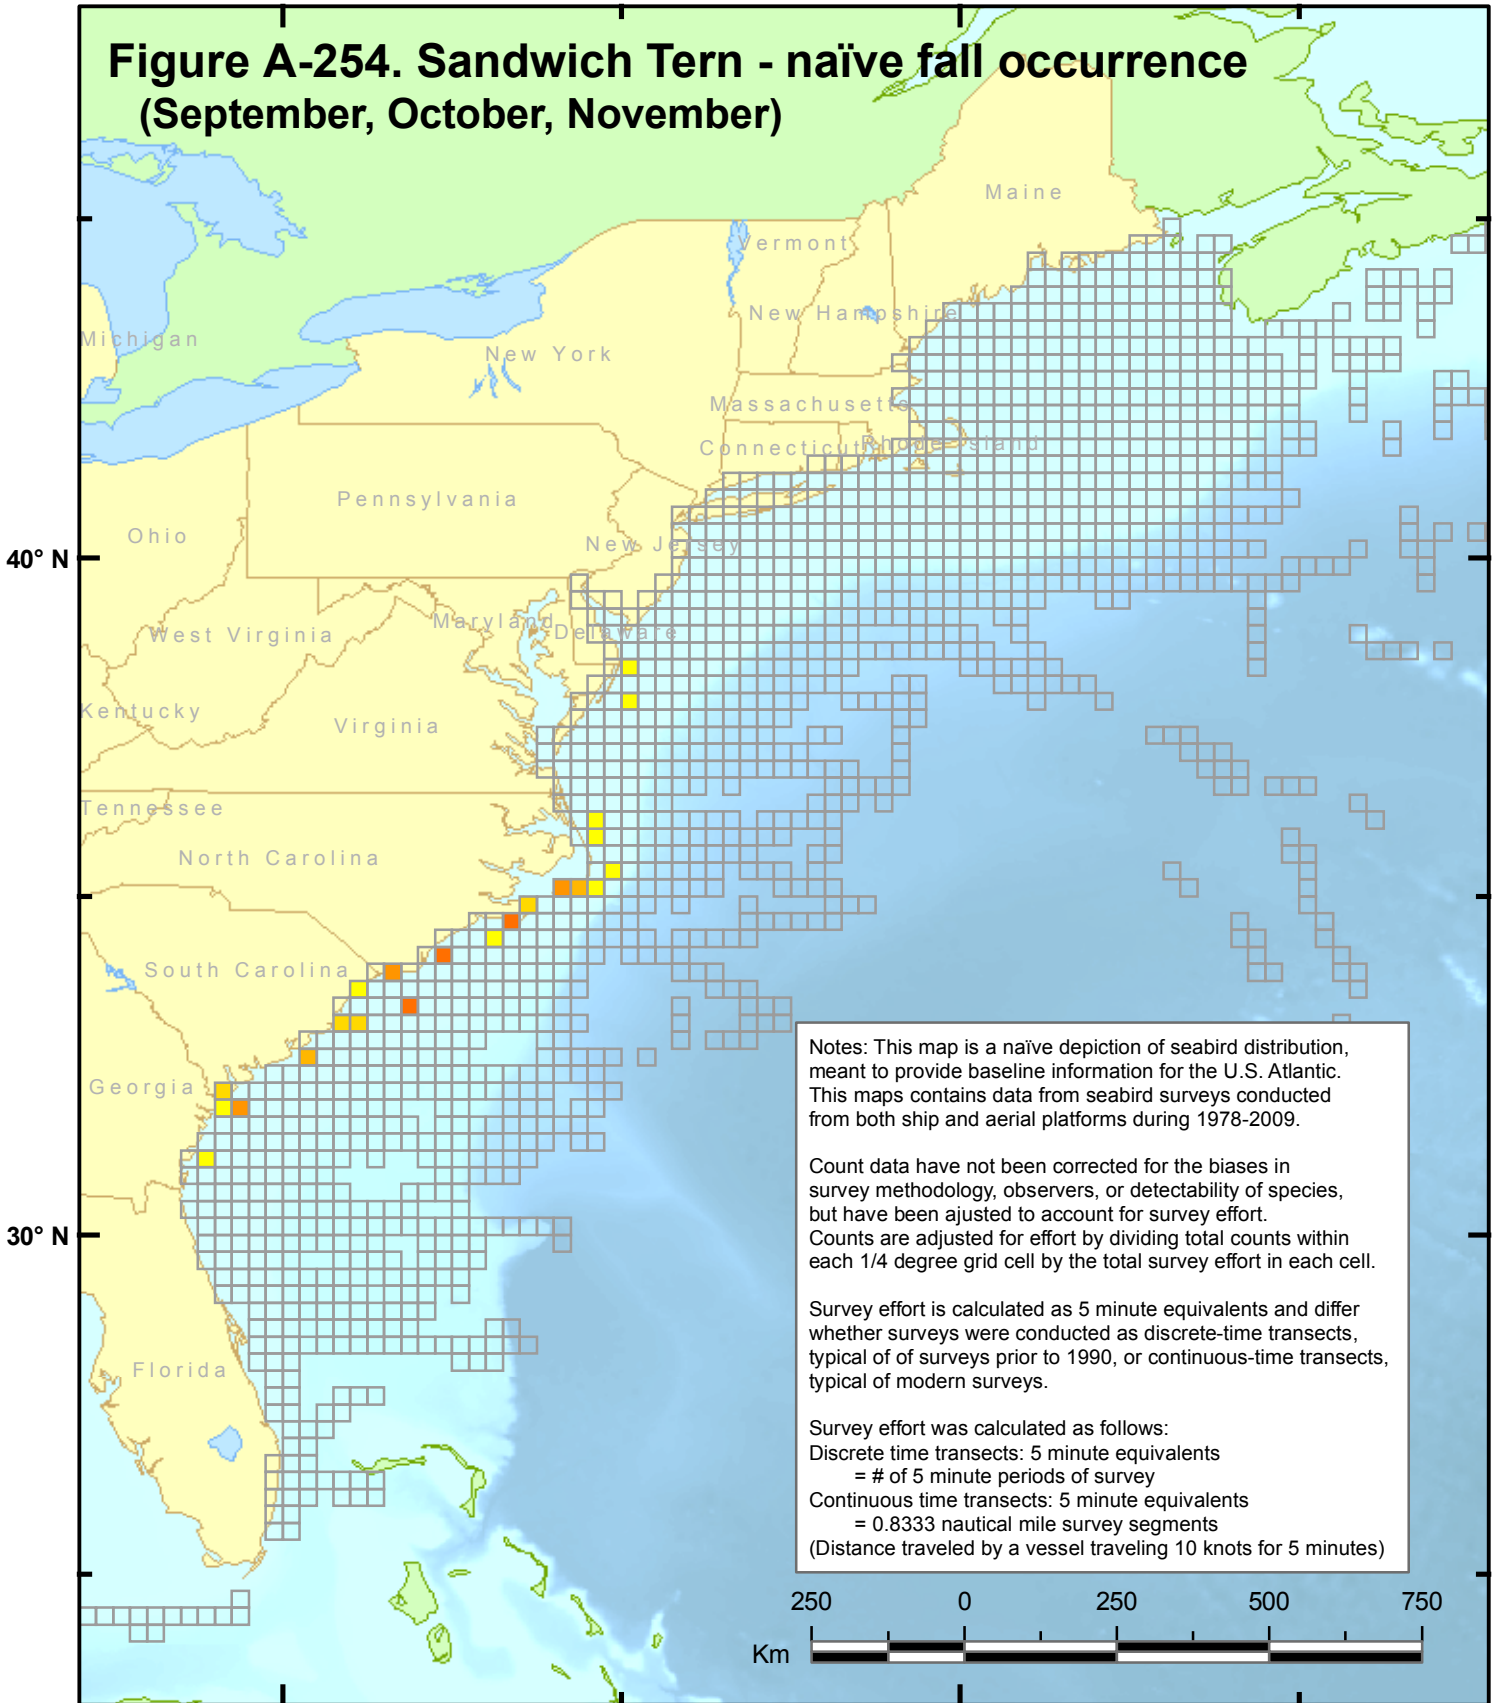 Figure A-254. Sandwich Tern - naïve fall occurrence
(September, October, November)
Maine
Vermont
New Hampshire
Michigan
New York
Massachusetts
Connecticut
Rhode Island
Pennsylvania
Ohio
New Jersey
40° N
West Virginia
Maryland
Delaware
Kentucky
Virginia
Tennessee
North Carolina
South Carolina
Georgia
30° N
Florida
Notes: This map is a naïve depiction of seabird distribution,
meant to provide baseline information for the U.S. Atlantic.
This maps contains data from seabird surveys conducted
from both ship and aerial platforms during 1978-2009.
Count data have not been corrected for the biases in
survey methodology, observers, or detectability of species,
but have been ajusted to account for survey effort.
Counts are adjusted for effort by dividing total counts within
each 1/4 degree grid cell by the total survey effort in each cell.
Survey effort is calculated as 5 minute equivalents and differ
whether surveys were conducted as discrete-time transects,
typical of of surveys prior to 1990, or continuous-time transects,
typical of modern surveys.
Survey effort was calculated as follows:
Discrete time transects: 5 minute equivalents
= # of 5 minute periods of survey
Continuous time transects: 5 minute equivalents
= 0.8333 nautical mile survey segments
(Distance traveled by a vessel traveling 10 knots for 5 minutes)
250 0 250 500 750
Km